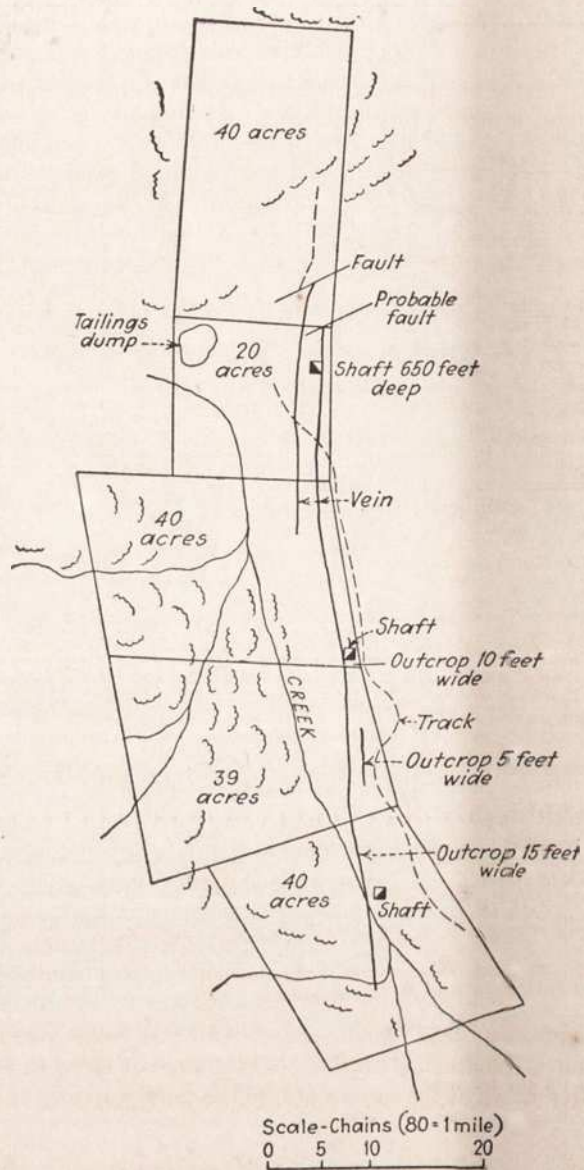 40 acres
Fault
Probable
fault
Tailings
dump
20
acres
Shaft 650 feet
deep
Vein
40
acres
Shaft
Outcrop 10 feet
wide
CREEK
Track
Outcrop 5 feet
wide
39
acres
Outcrop 15 feet
wide
40
acres
Shaft
Scale-Chains (80=1 mile)
0 5 10 20